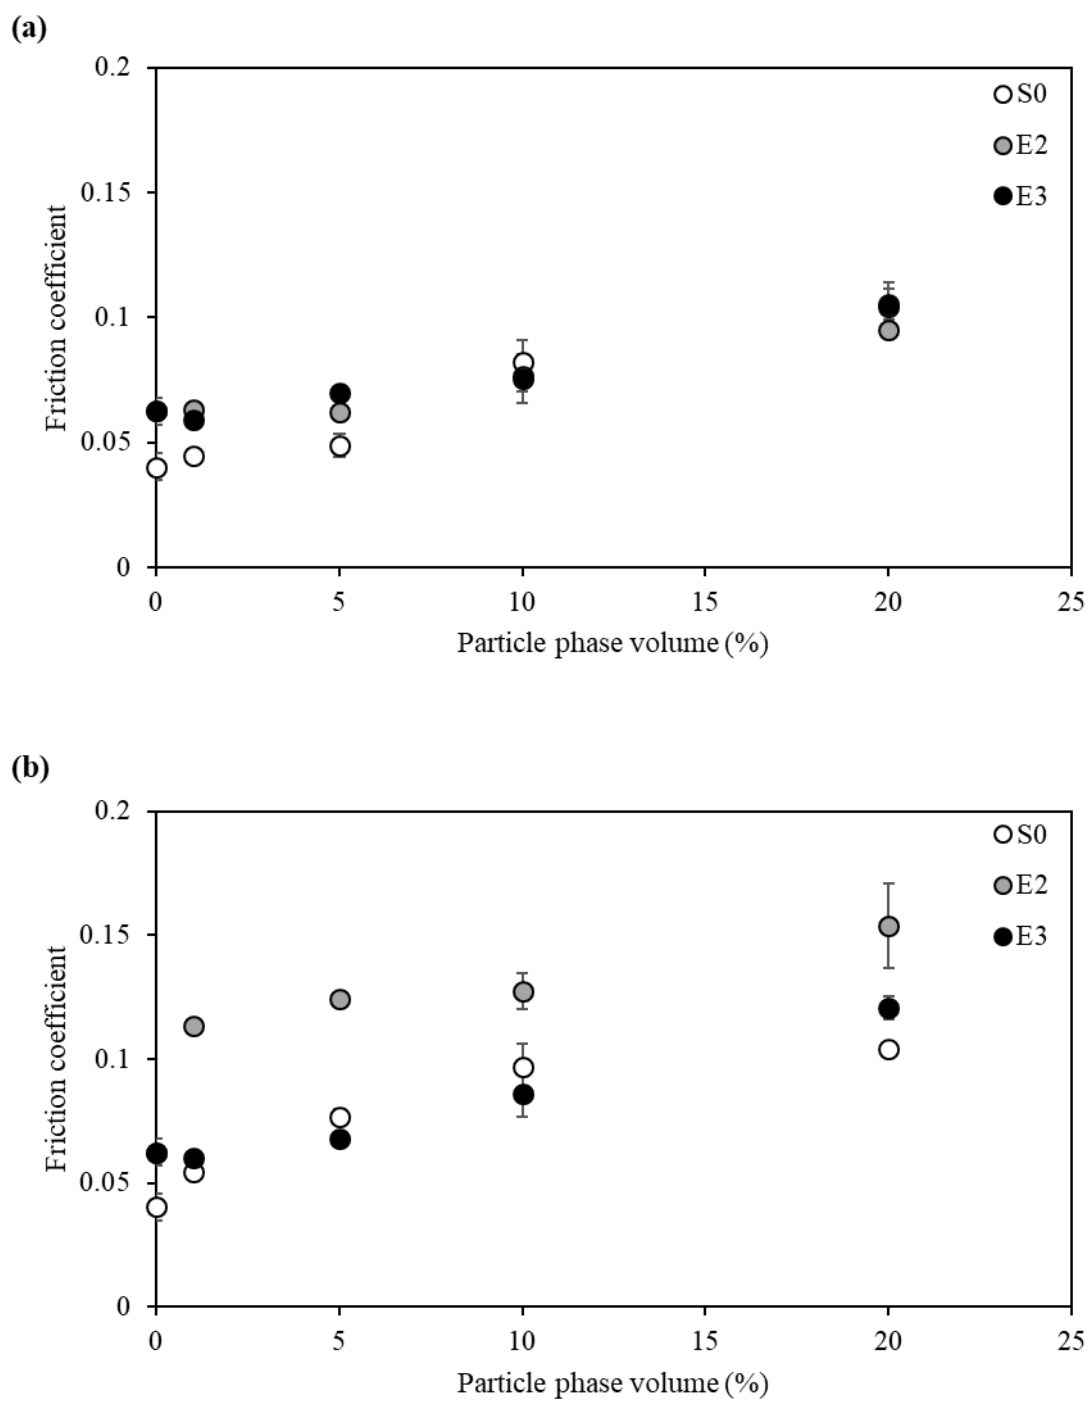 (a)
0.2
S0
E2
0.15
E3
Friction coefficient
0.1
0.05
0
0 5 10 15 20 25
Particle phase volume (%)
(b)
0.2
S0
E2
0.15
E3
Friction coefficient
0.1
0.05
0
0 5 10 15 20 25
Particle phase volume (%)